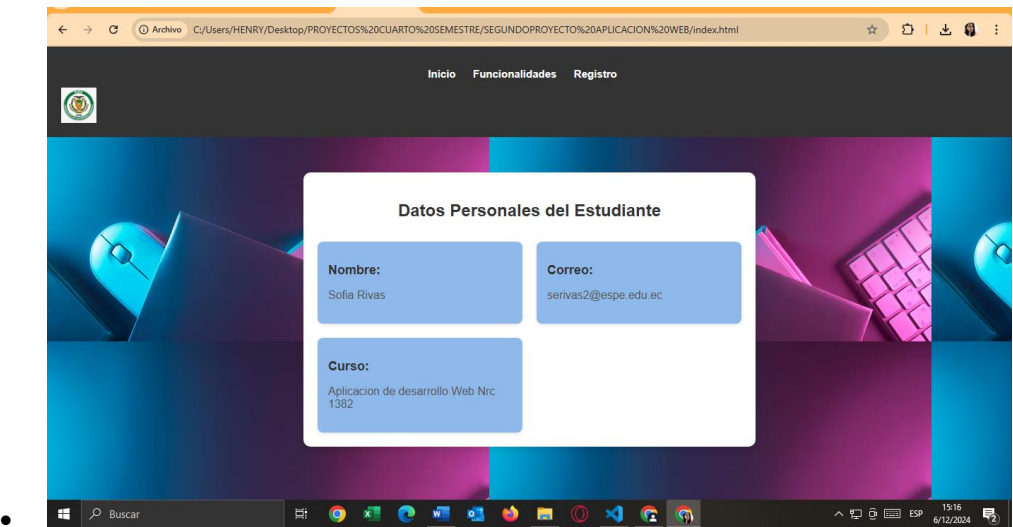 Archivo C:/Users/HENRY/Desktop/PROYECTOS%20CUARTO%20SEMESTRE/SEGUNDOPROYECTO%20APLICACION%20WEB/index.html
Inicio Funcionalidades Registro
Datos Personales del Estudiante
Nombre:
Sofia Rivas
Correo:
serivas2@espe.edu.ec
Curso:
Aplicacion de desarrollo Web Nrc
1382
Buscar
ESP
15:16
6/12/2024
2